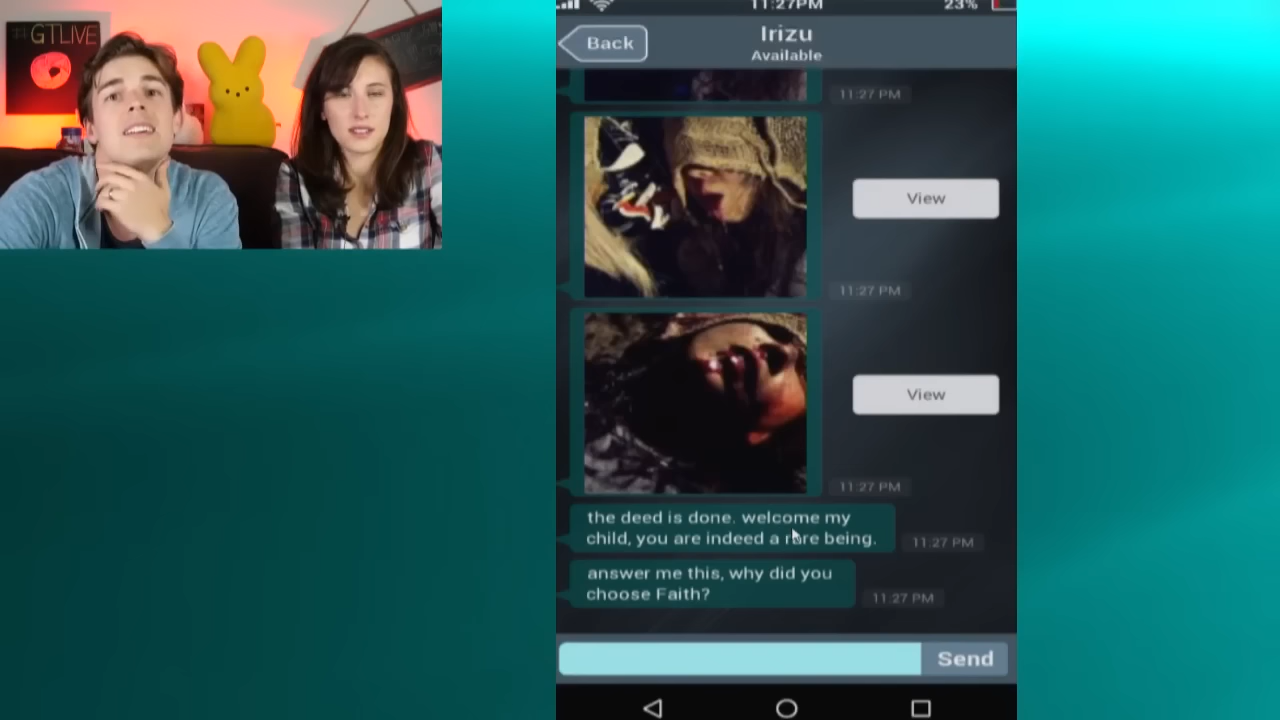 #GTLIVE
11:27PM
23%
Back
Irizu
Available
11:27 PM
View
11:27 PM
View
11:27 PM
the deed is done. welcome my
child, you are indeed a rare being.
11:27 PM
answer me this, why did you
choose Faith?
11:27 PM
Send